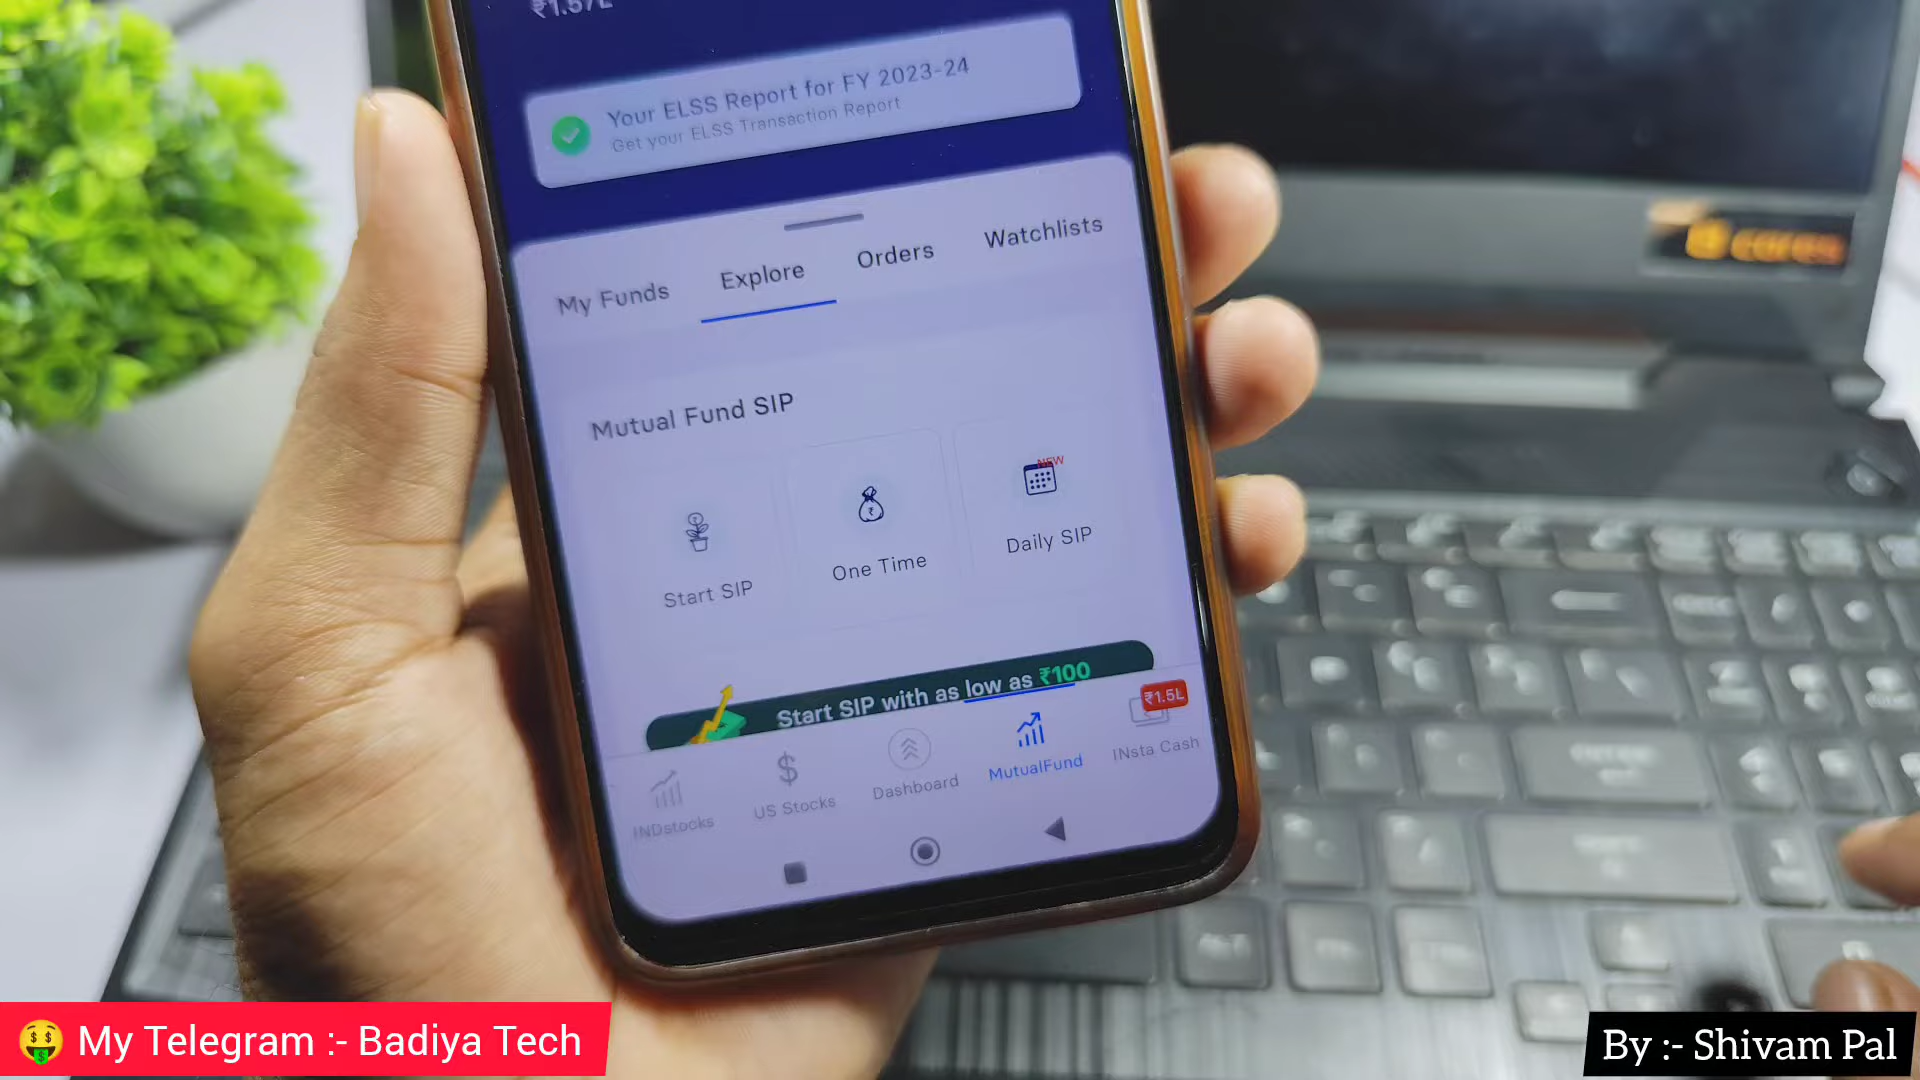 ₹1.57L
Your ELSS Report for FY 2023-24
Get your ELSS Transaction Report
My Funds
Explore
Orders
Watchlists
Mutual Fund SIP
NEW
Start SIP
One Time
Daily SIP
Start SIP with as low as ₹100
₹1.5L
INDstocks
US Stocks
Dashboard
MutualFund
INsta Cash
🤑 My Telegram :- Badiya Tech
By :- Shivam Pal